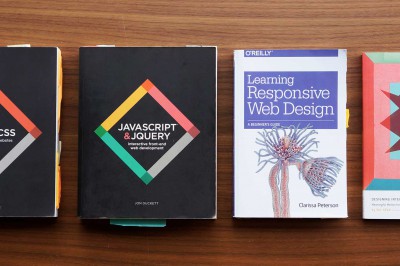 CSS
JAVASCRIPT
& JQUERY
interactive front-end
web development
JON DUCKETT
O'REILLY
Learning
Responsive
Web Design
A BEGINNER'S GUIDE
Clarissa Peterson